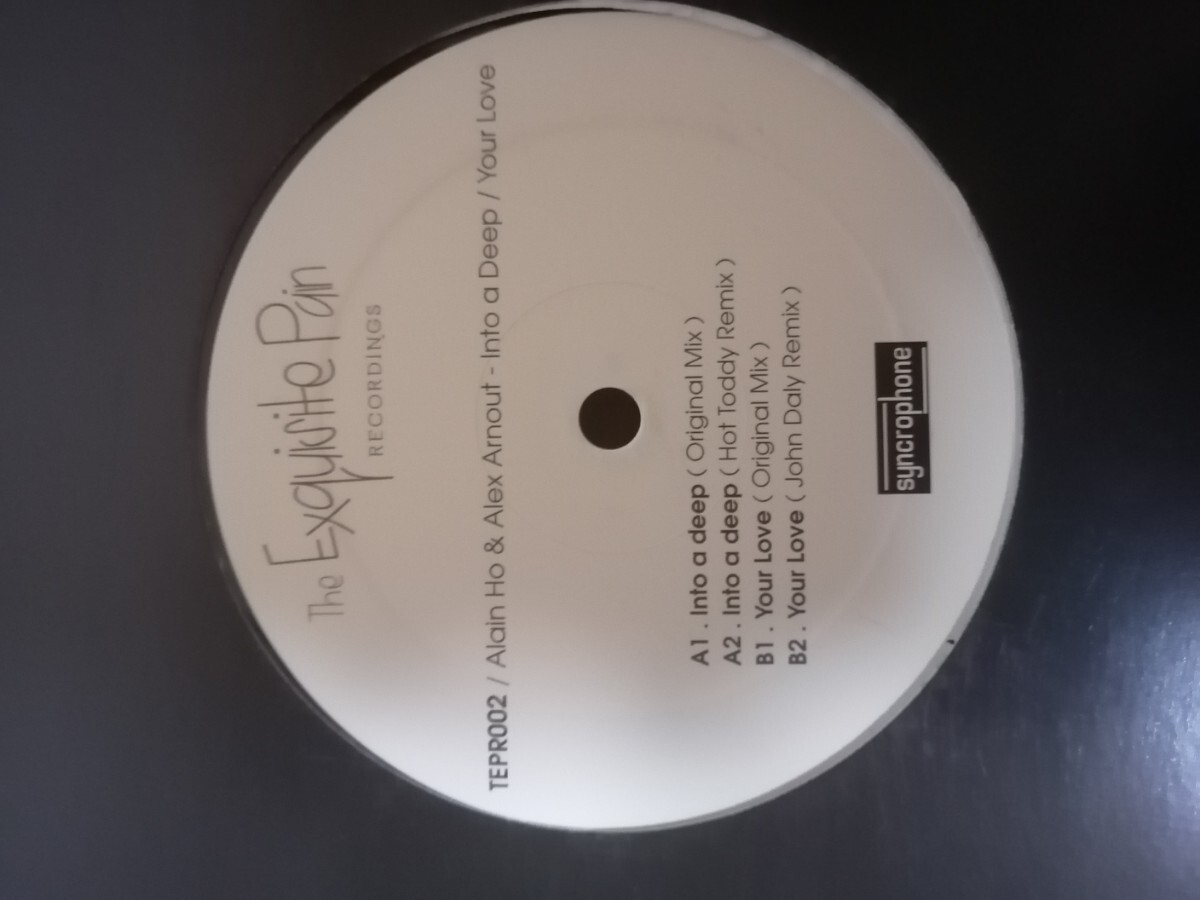 The Exquisite Pain
RECORDINGS
TEPR002 / Alain Ho & Alex Arnout - Into a Deep / Your Love
A1 . Into a deep ( Original Mix )
A2 . Into a deep ( Hot Toddy Remix )
B1 . Your Love ( Original Mix )
B2 . Your Love ( John Daly Remix )
syncrophone